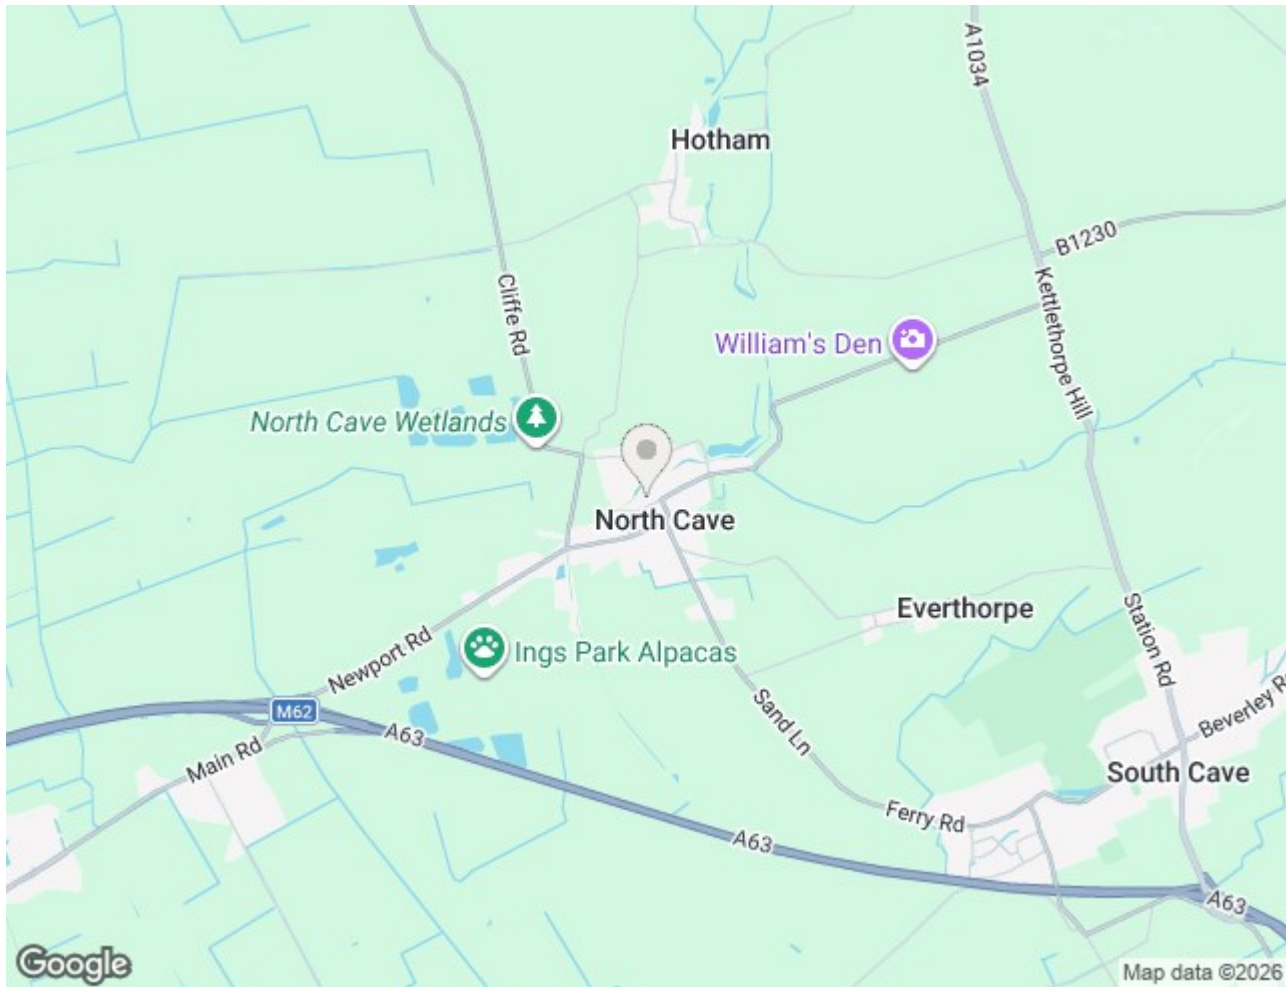 A1034
Hotham
B1230
Cliffe Rd
Kettlethorpe Hill
William's Den
North Cave Wetlands
North Cave
Everthorpe
Station Rd
Newport Rd
Ings Park Alpacas
Sand Ln
Beverley Rd
M62
A63
Main Rd
South Cave
Ferry Rd
A63
A63
Google
Map data ©2026